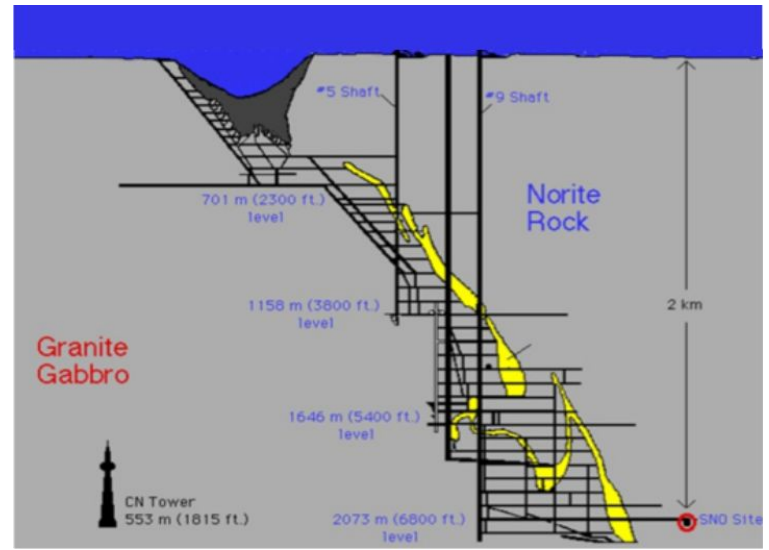 #5 Shaft
#9 Shaft
701 m (2300 ft.)
level
Norite
Rock
1158 m (3800 ft.)
level
2 km
Granite
Gabbro
1646 m (5400 ft.)
level
CN Tower
553 m (1815 ft.)
2073 m (6800 ft.)
level
SNO Site